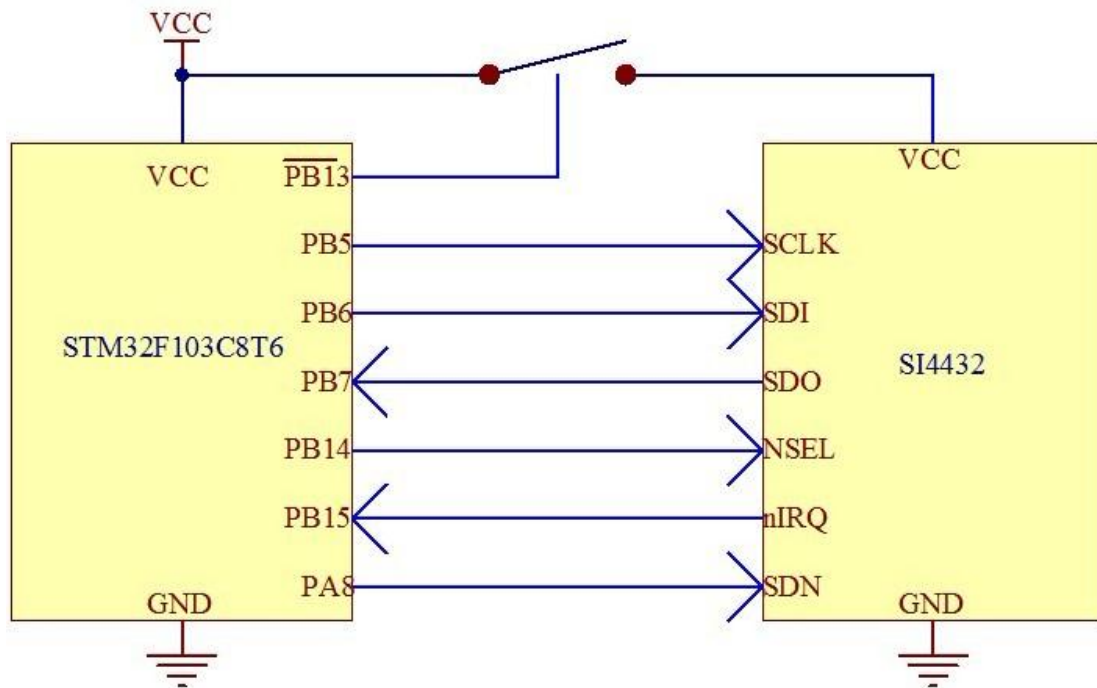 VCC
VCC
PB13
PB5
PB6
STM32F103C8T6
PB7
PB14
PB15
PA8
GND
VCC
SCLK
SDI
SI4432
SDO
NSEL
nIRQ
SDN
GND